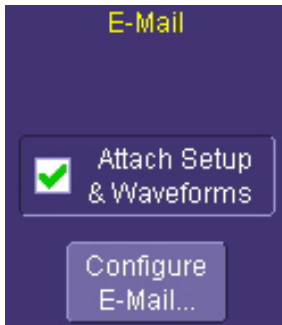 E-Mail
Attach Setup
& Waveforms
Configure
E-Mail...